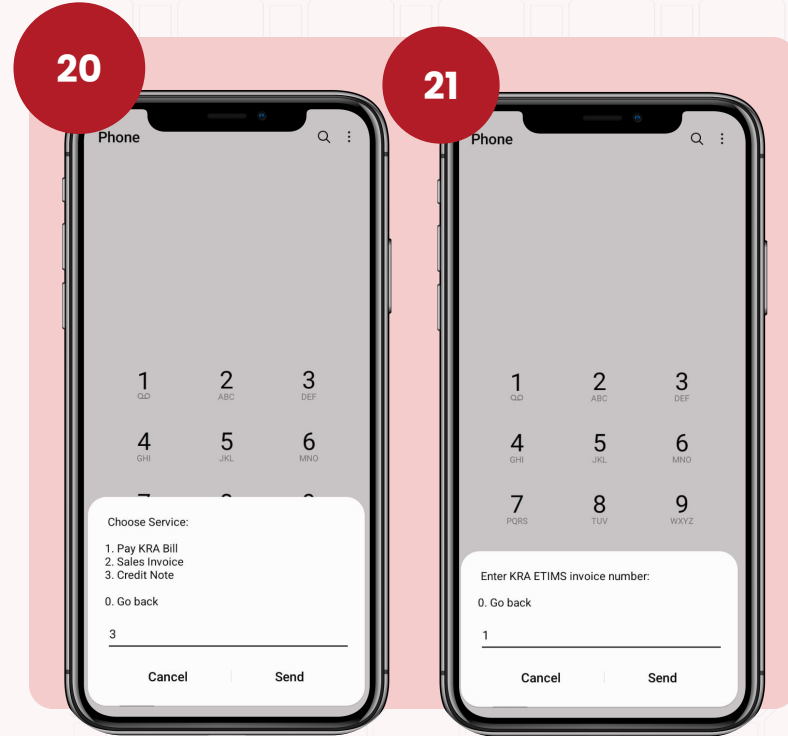 20
Phone
1
2
ABC
3
DEF
4
GHI
5
JKL
6
MNO
Choose Service:
1. Pay KRA Bill
2. Sales Invoice
3. Credit Note
0. Go back
3
Cancel
Send
21
Phone
1
2
ABC
3
DEF
4
GHI
5
JKL
6
MNO
7
PQRS
8
TUV
9
WXYZ
Enter KRA ETIMS invoice number:
0. Go back
1
Cancel
Send